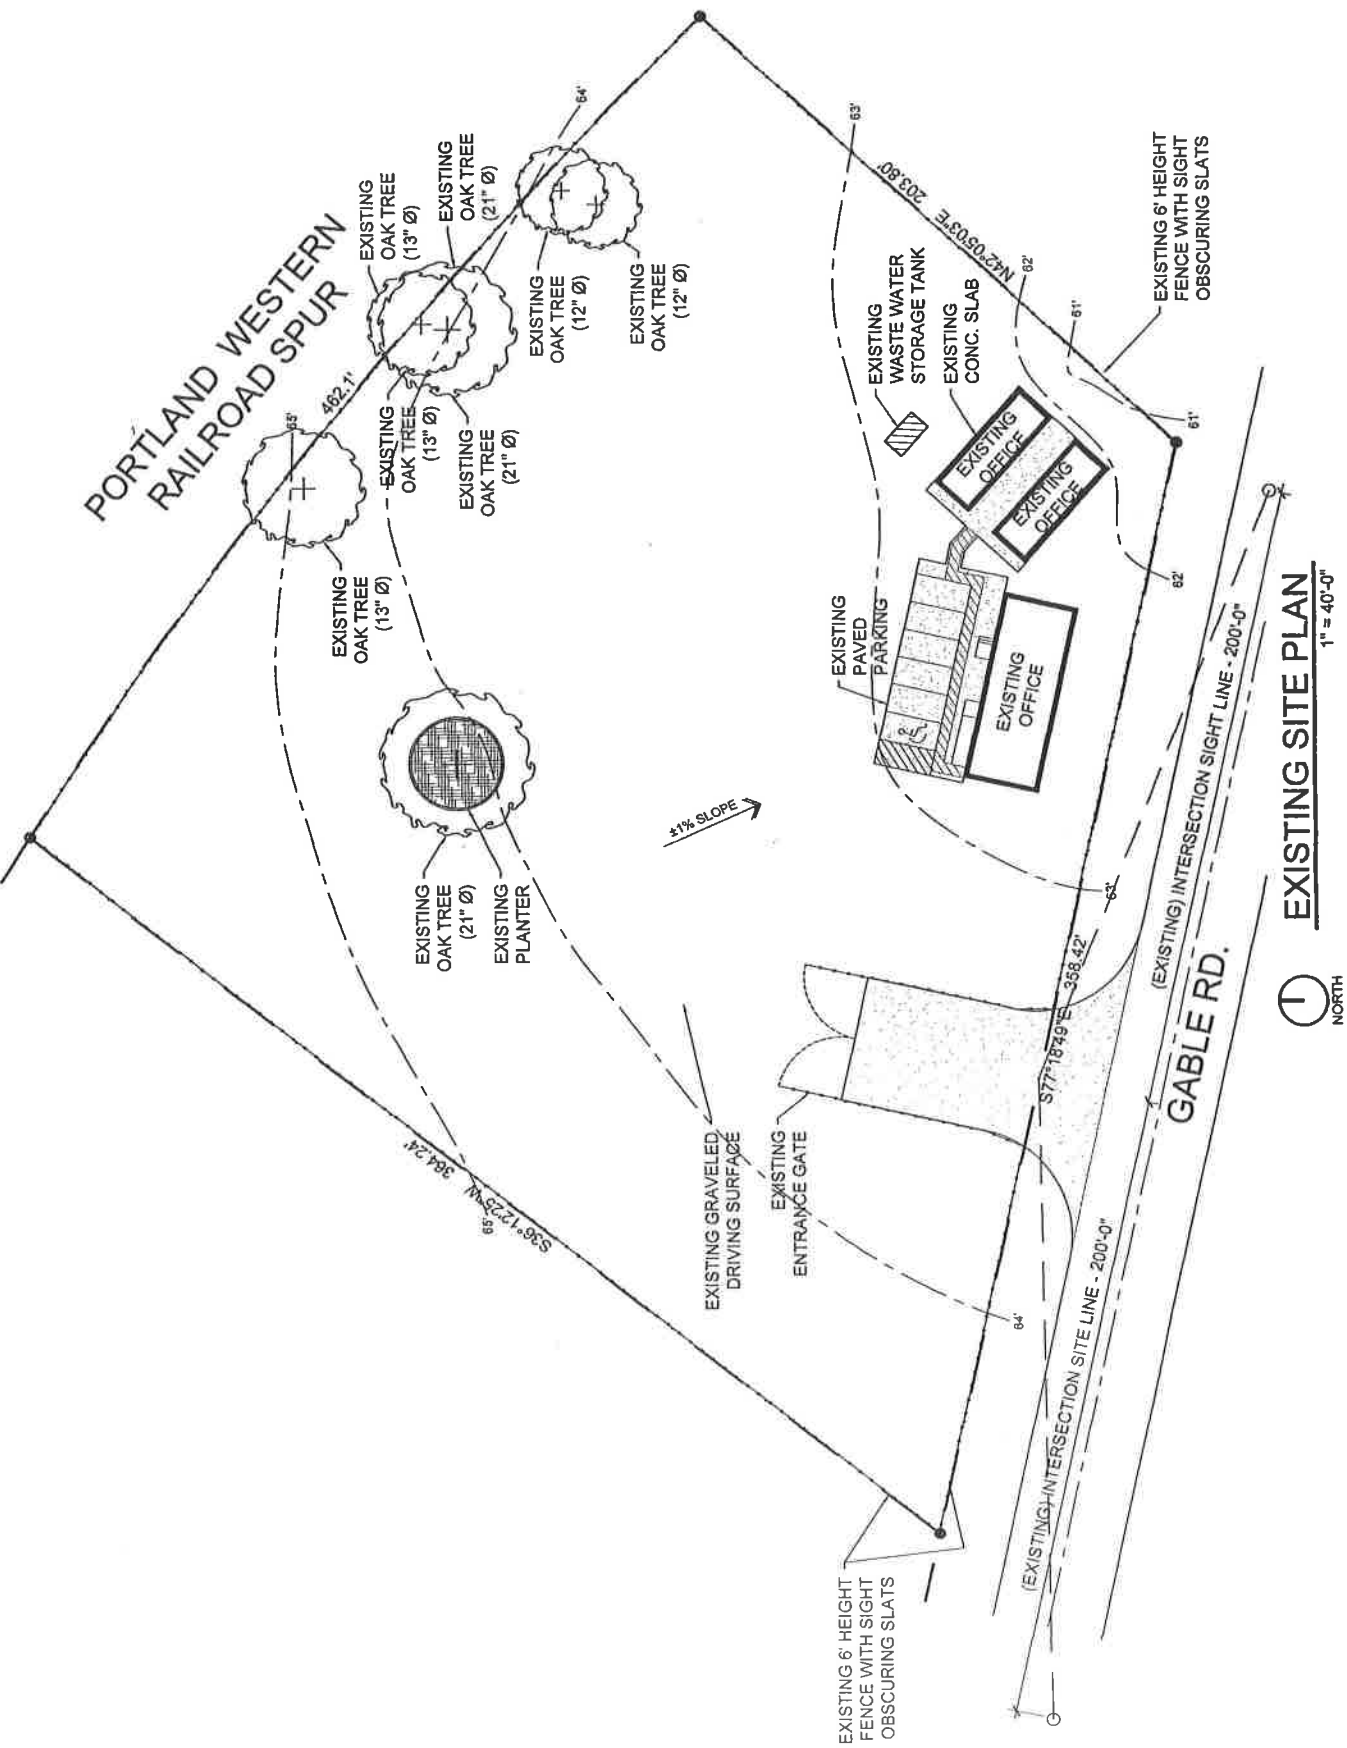 PORTLAND WESTERN
RAILROAD SPUR
462.1'
65'
EXISTING
OAK TREE
(13" Ø)
EXISTING
OAK TREE
(21" Ø)
64'
EXISTING
OAK TREE
(13" Ø)
EXISTING
OAK TREE
(13" Ø)
EXISTING
OAK TREE
(21" Ø)
EXISTING
OAK TREE
(12" Ø)
EXISTING
OAK TREE
(12" Ø)
63'
N42°05'03"E 203.80'
62'
61'
61'
62'
EXISTING
WASTE WATER
STORAGE TANK
EXISTING
CONC. SLAB
EXISTING
OFFICE
EXISTING
OFFICE
EXISTING 6' HEIGHT
FENCE WITH SIGHT
OBSCURING SLATS
EXISTING
PAVED
PARKING
EXISTING
OFFICE
±1% SLOPE
63'
EXISTING
OAK TREE
(21" Ø)
EXISTING
PLANTER
364.24'
S36°12'25"W
65'
EXISTING GRAVELED
DRIVING SURFACE
EXISTING
ENTRANCE GATE
S77°18'49"E 358.42'
64'
(EXISTING) INTERSECTION SITE LINE - 200'-0"
(EXISTING) INTERSECTION SIGHT LINE - 200'-0"
GABLE RD.
EXISTING 6' HEIGHT
FENCE WITH SIGHT
OBSCURING SLATS
NORTH
EXISTING SITE PLAN
1" = 40'-0"